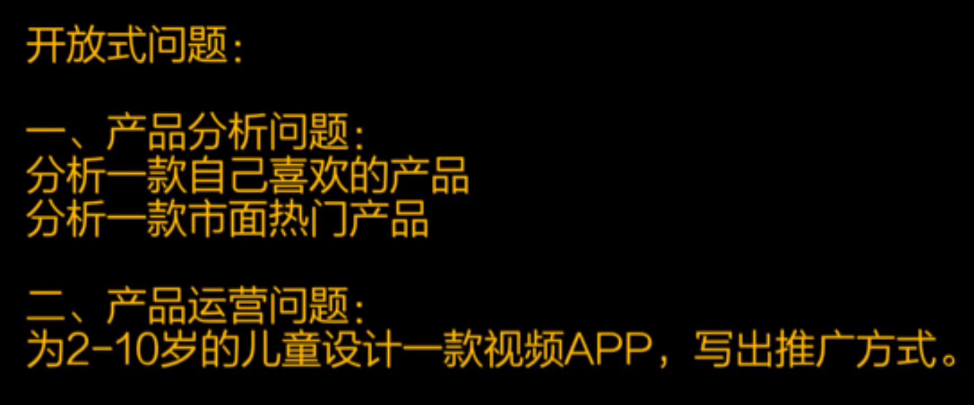 开放式问题：
一、产品分析问题：
分析一款自己喜欢的产品
分析一款市面热门产品
二、产品运营问题：
为2-10岁的儿童设计一款视频APP，写出推广方式。